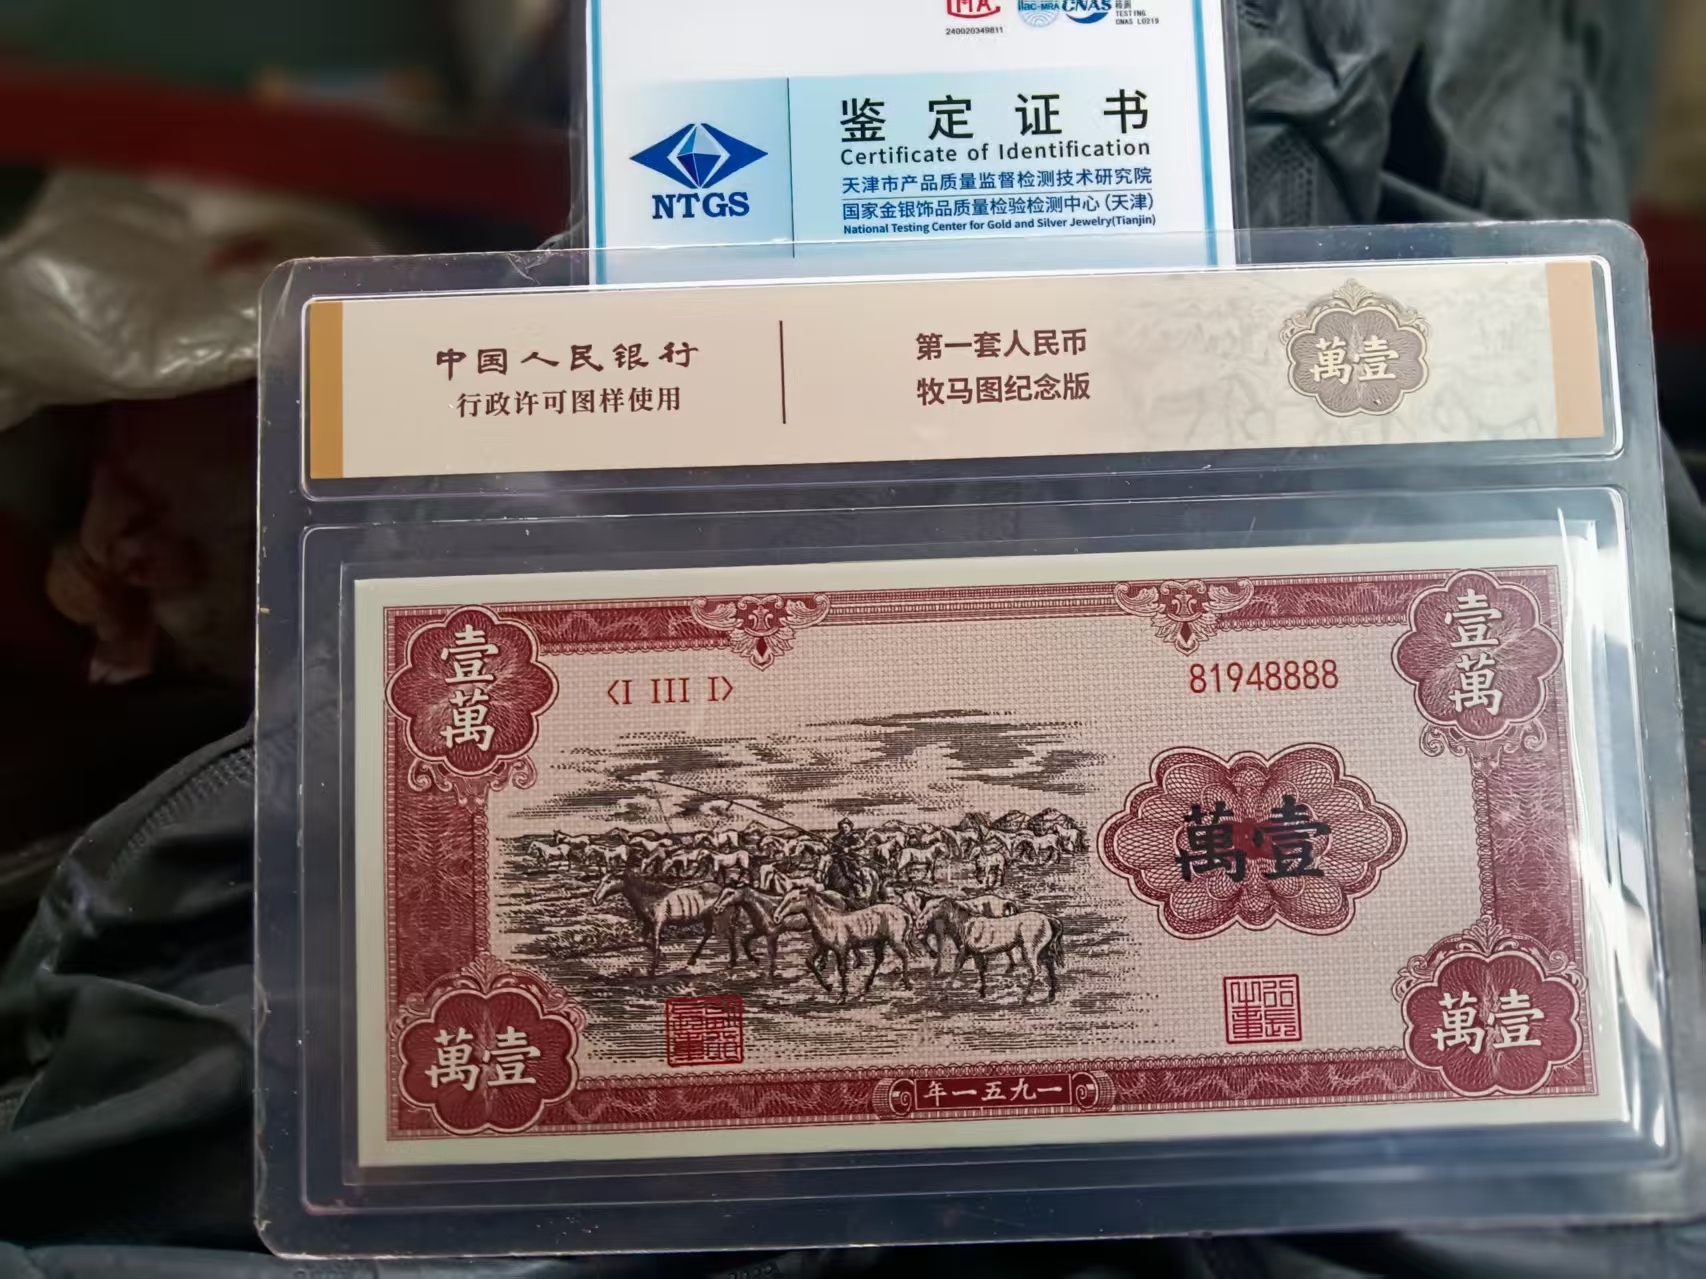 MA
ilac-MRA
CNAS
检测
TESTING
CNAS L0219
240020349811
NTGS
鉴定证书
Certificate of Identification
天津市产品质量监督检测技术研究院
国家金银饰品质量检验检测中心(天津)
National Testing Center for Gold and Silver Jewelry(Tianjin)
中国人民银行
行政许可图样使用
第一套人民币
牧马图纪念版
萬壹
壹萬
壹萬
〈I III I〉
81948888
萬壹
萬壹
萬壹
年一五九一